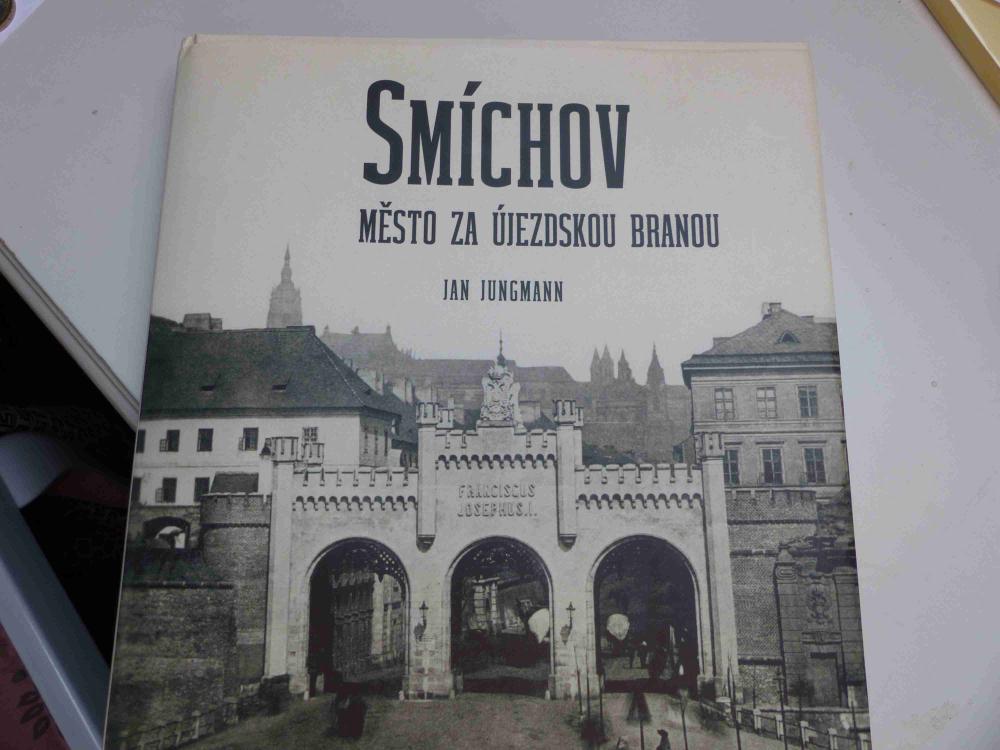 SMÍCHOV
MĚSTO ZA ÚJEZDSKOU BRANOU
JAN JUNGMANN
FRANCISCUS
JOSEPHUS.I.